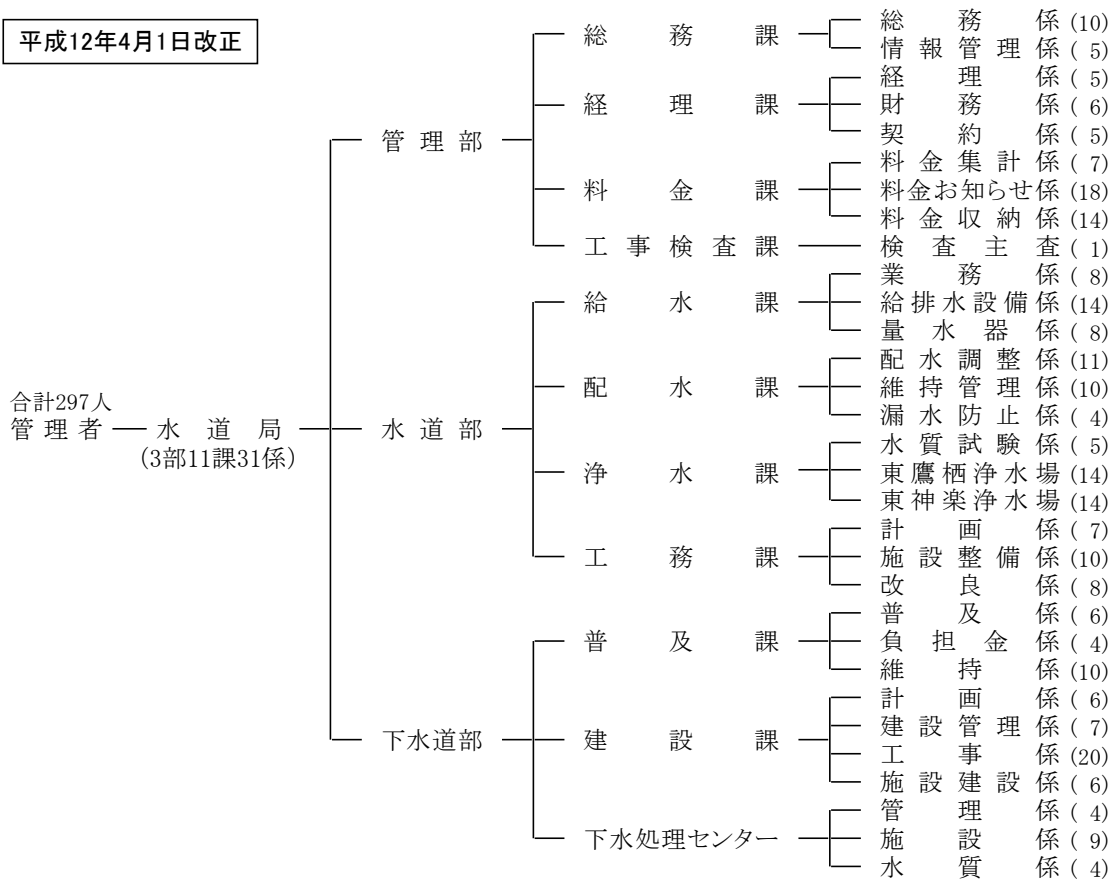 平成12年4月1日改正
合計297人
管理者
水道局
(3部11課31係)
管理部
総務課
総務係(10)
情報管理係( 5)
経理課
経理係( 5)
財務係( 6)
契約係( 5)
料金課
料金集計係( 7)
料金お知らせ係(18)
料金収納係(14)
工事検査課
検査主査( 1)
水道部
給水課
業務係( 8)
給排水設備係(14)
量水器係( 8)
配水課
配水調整係(11)
維持管理係(10)
漏水防止係( 4)
浄水課
水質試験係( 5)
東鷹栖浄水場(14)
東神楽浄水場(14)
工務課
計画係( 7)
施設整備係(10)
改良係( 8)
下水道部
普及課
普及係( 6)
負担金係( 4)
維持係(10)
建設課
計画係( 6)
建設管理係( 7)
工事係(20)
施設建設係( 6)
下水処理センター
管理係( 4)
施設係( 9)
水質係( 4)